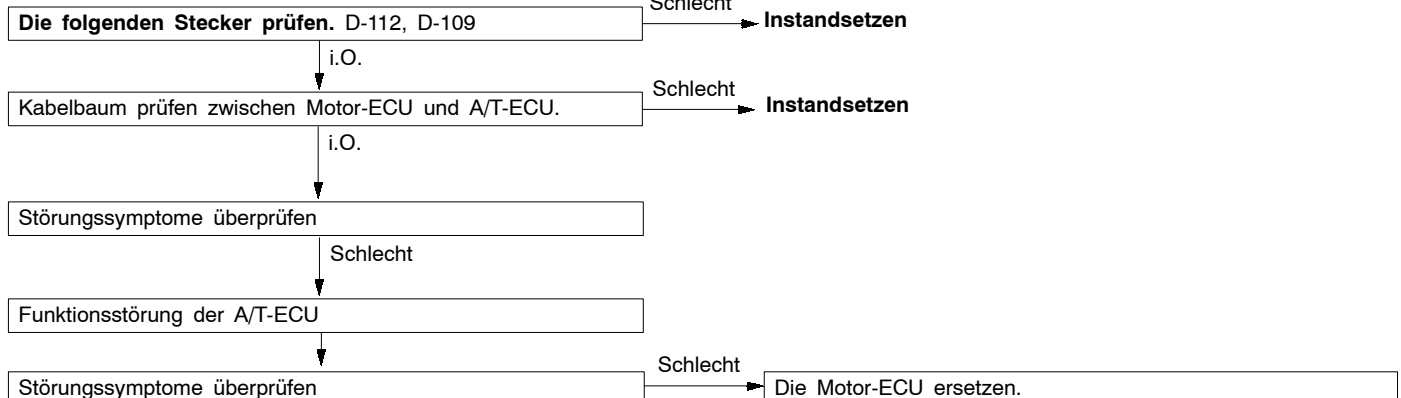 Schlecht
Die folgenden Stecker prüfen. D-112, D-109
Instandsetzen
i.O.
Schlecht
Kabelbaum prüfen zwischen Motor-ECU und A/T-ECU.
Instandsetzen
i.O.
Störungssymptome überprüfen
Schlecht
Funktionsstörung der A/T-ECU
Schlecht
Störungssymptome überprüfen
Die Motor-ECU ersetzen.